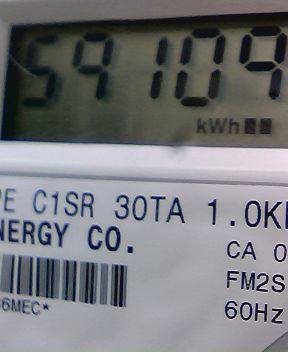 59109
kWh
PE C1SR 30TA 1.0K
NERGY CO.
CA 0
FM2S
6MEC*
60Hz